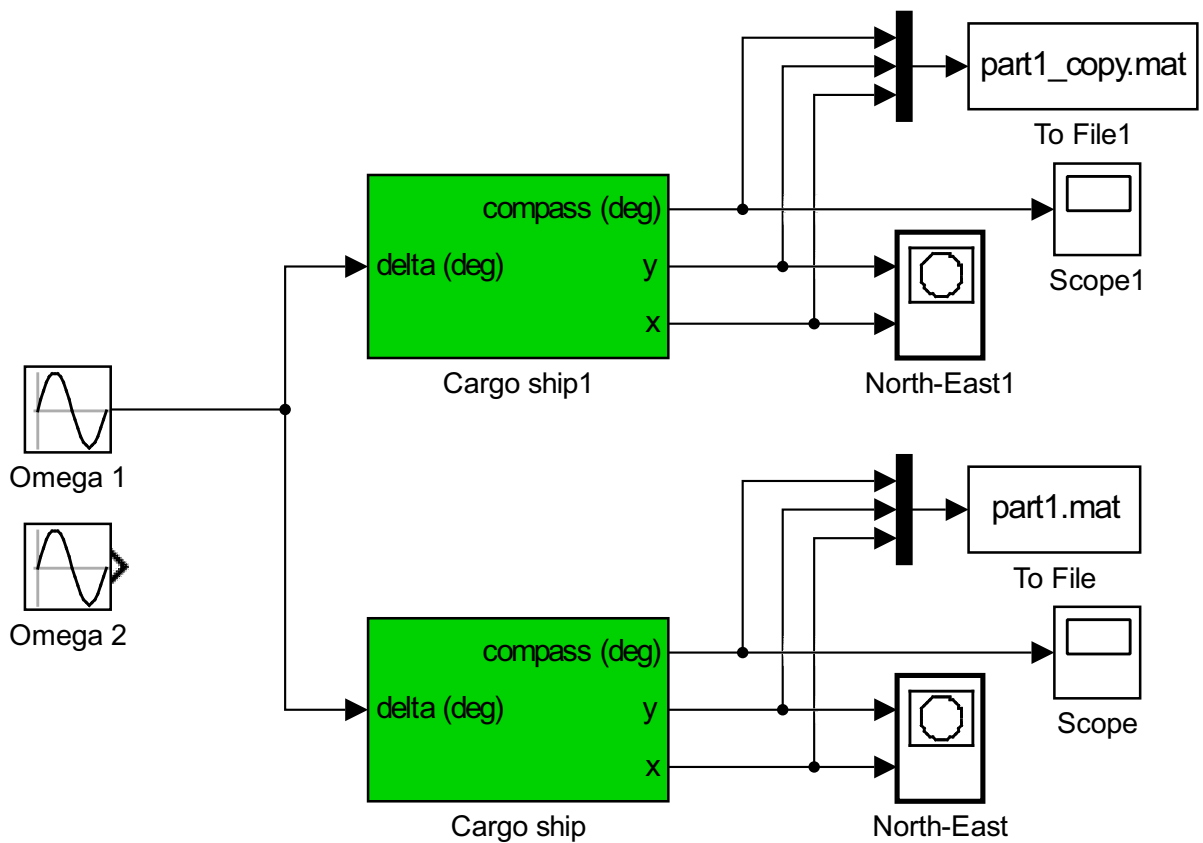 part1_copy.mat
To File1
compass (deg)
delta (deg)
y
x
Scope1
Cargo ship1
North-East1
Omega 1
part1.mat
To File
Omega 2
compass (deg)
delta (deg)
y
x
Scope
Cargo ship
North-East